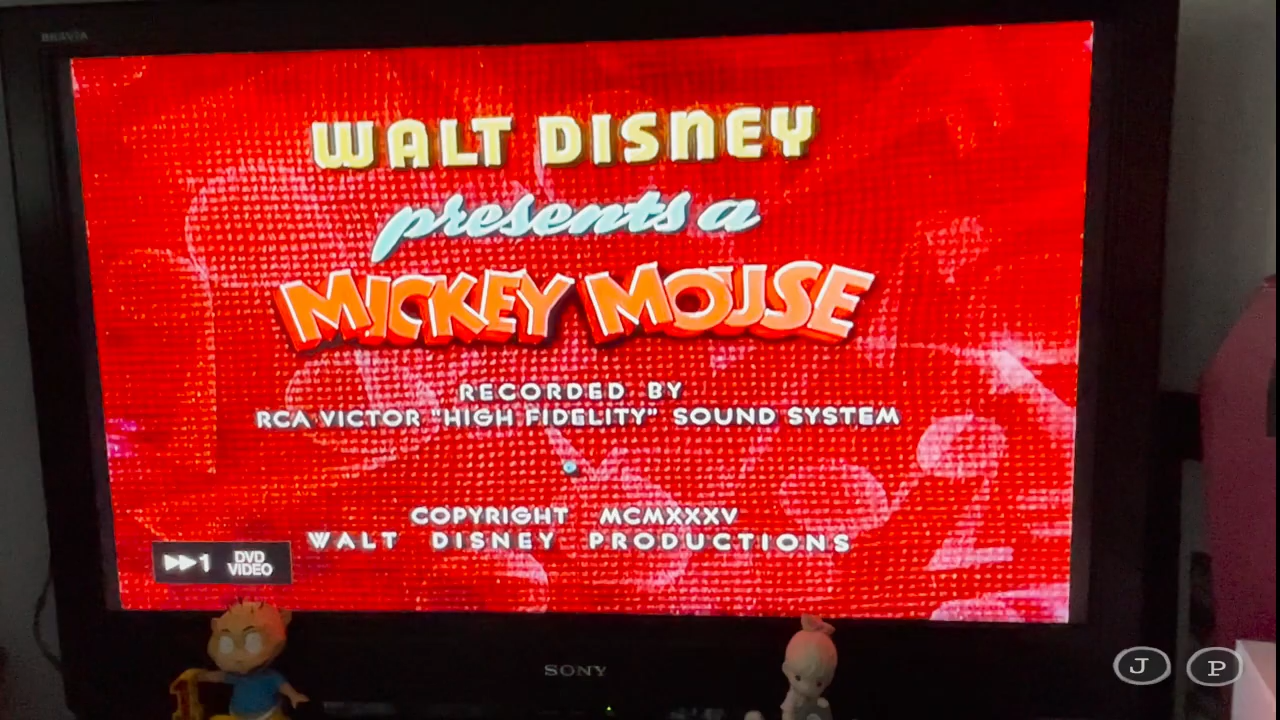 BRAVIA
WALT DISNEY
presents a
MICKEY MOUSE
RECORDED BY
RCA VICTOR "HIGH FIDELITY" SOUND SYSTEM
COPYRIGHT MCMXXXV
WALT DISNEY PRODUCTIONS
1 DVD
VIDEO
SONY
J P